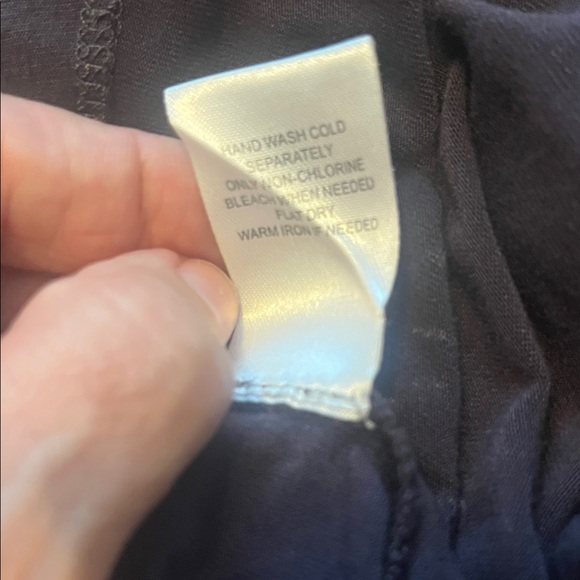 HAND WASH COLD
SEPARATELY
ONLY NON-CHLORINE
BLEACH WHEN NEEDED
FLAT DRY
WARM IRON IF NEEDED